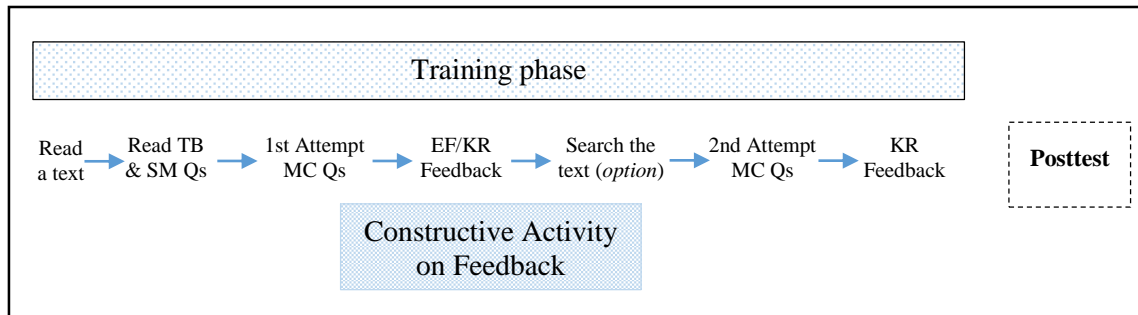 Training phase
Read
a text
Read TB
& SM Qs
1st Attempt
MC Qs
EF/KR
Feedback
Search the
text (option)
2nd Attempt
MC Qs
KR
Feedback
Posttest
Constructive Activity
on Feedback